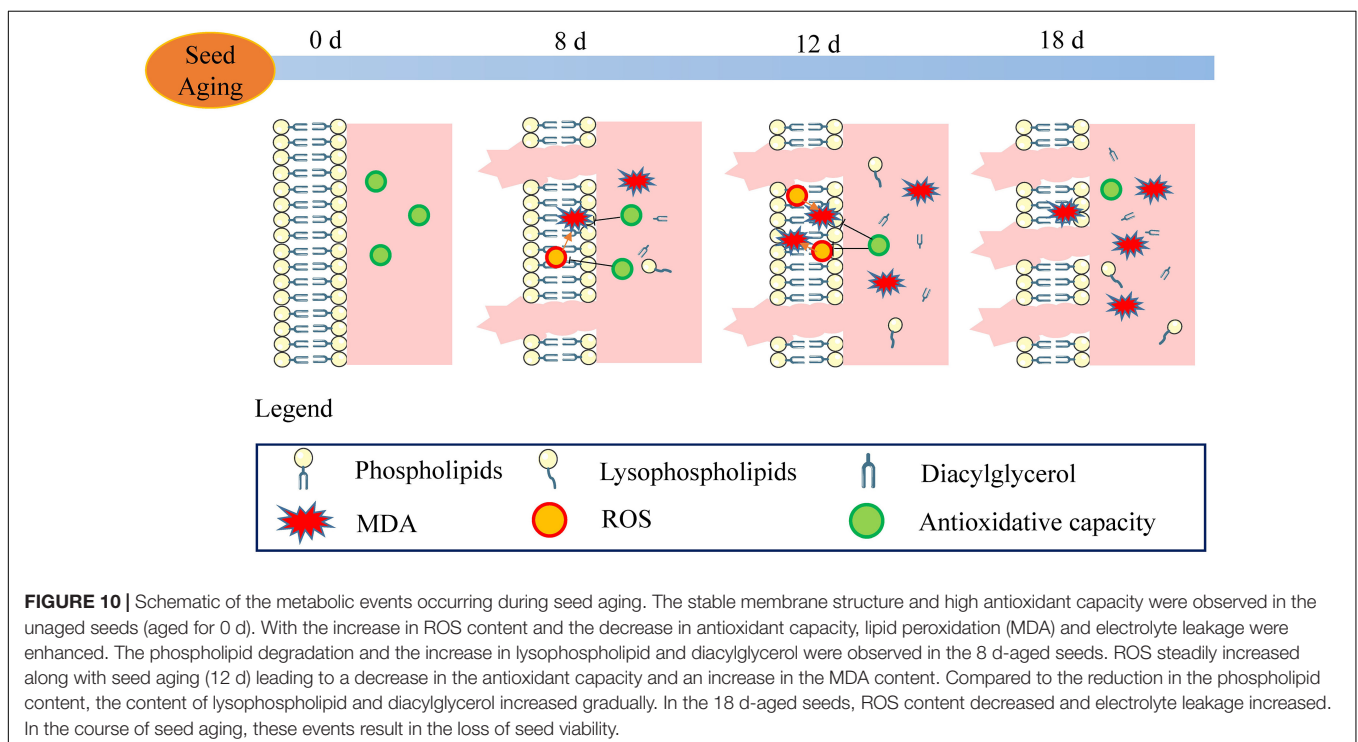 0 d
8 d
12 d
18 d
Seed
Aging
Legend
Phospholipids
Lysophospholipids
Diacylglycerol
MDA
ROS
Antioxidative capacity
FIGURE 10 | Schematic of the metabolic events occurring during seed aging. The stable membrane structure and high antioxidant capacity were observed in the
unaged seeds (aged for 0 d). With the increase in ROS content and the decrease in antioxidant capacity, lipid peroxidation (MDA) and electrolyte leakage were
enhanced. The phospholipid degradation and the increase in lysophospholipid and diacylglycerol were observed in the 8 d-aged seeds. ROS steadily increased
along with seed aging (12 d) leading to a decrease in the antioxidant capacity and an increase in the MDA content. Compared to the reduction in the phospholipid
content, the content of lysophospholipid and diacylglycerol increased gradually. In the 18 d-aged seeds, ROS content decreased and electrolyte leakage increased.
In the course of seed aging, these events result in the loss of seed viability.